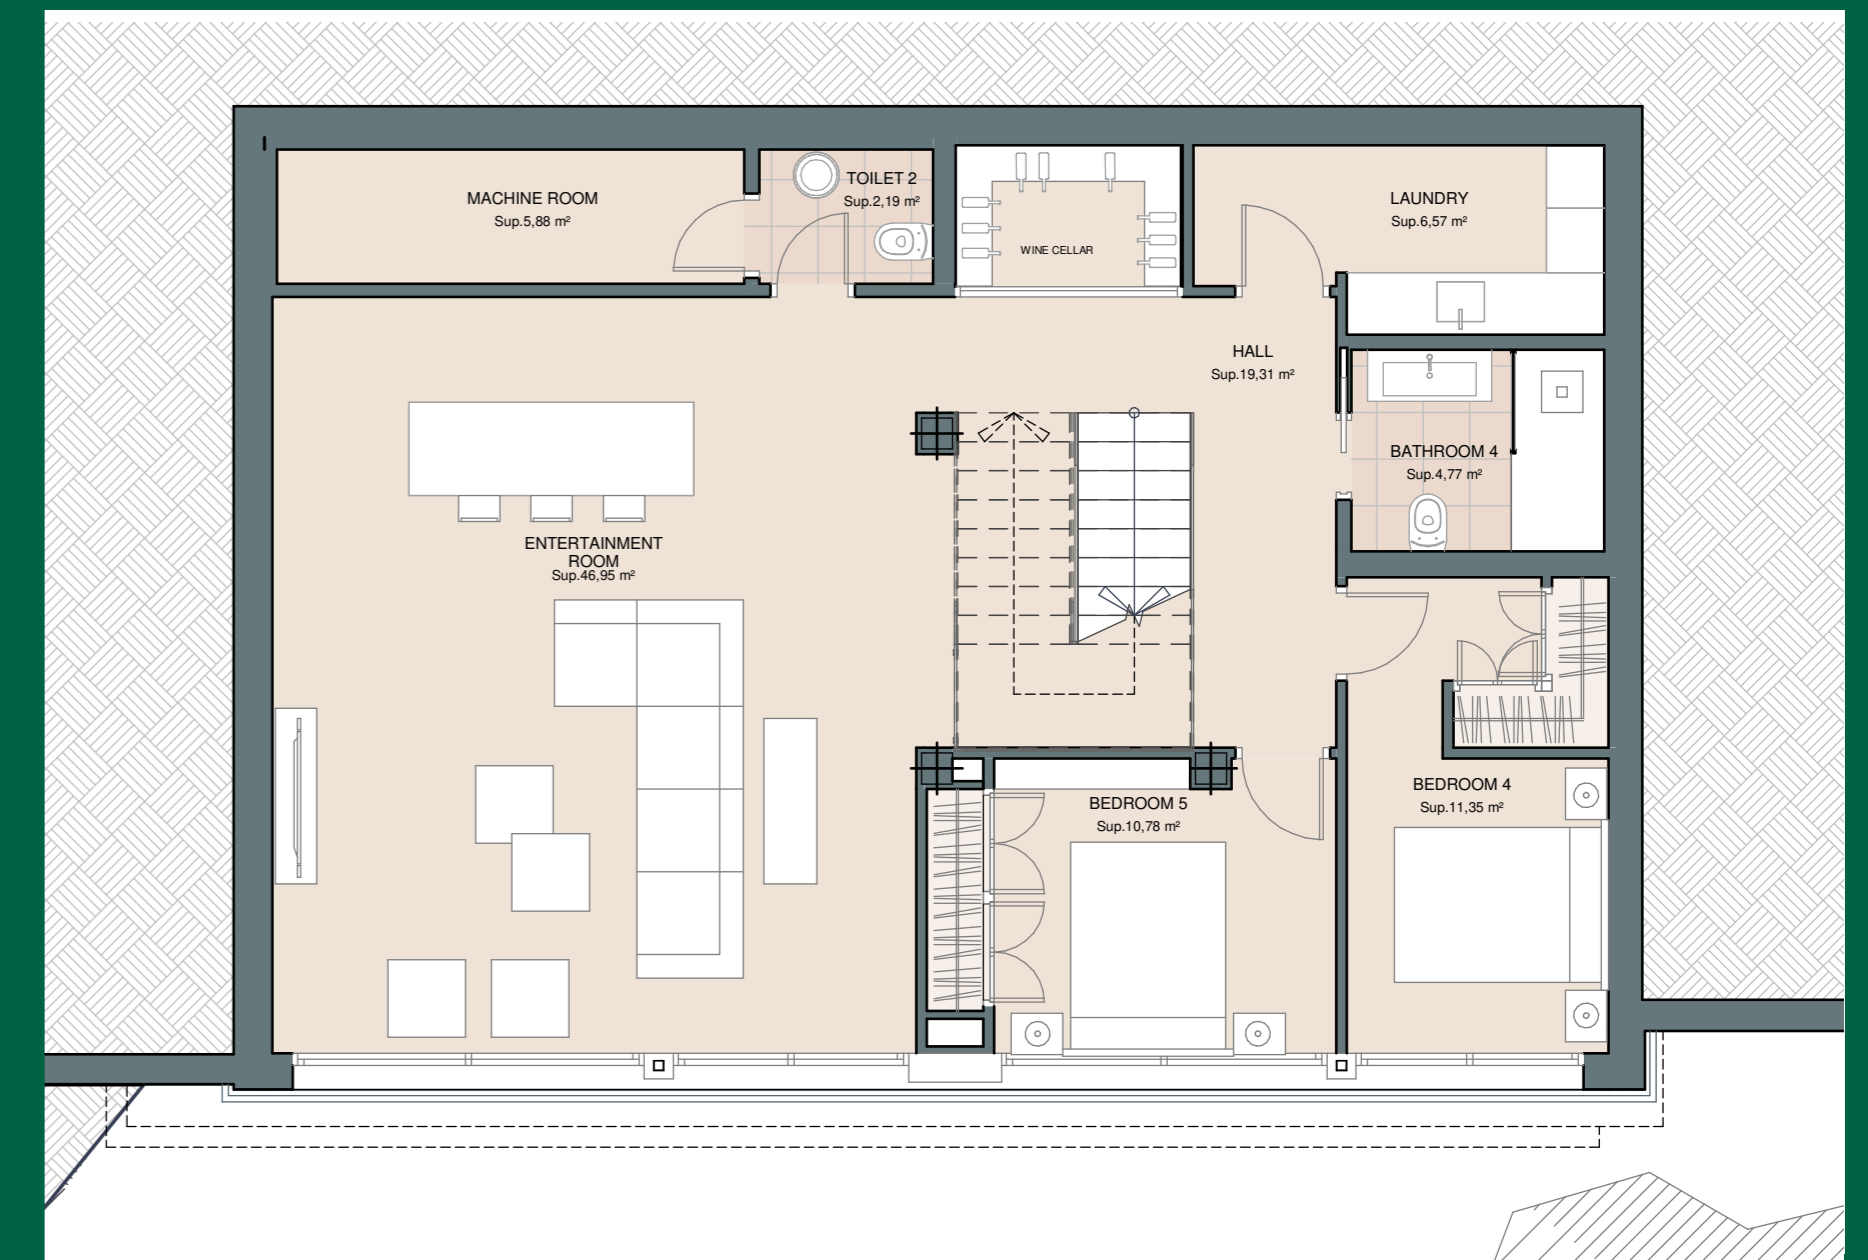 MACHINE ROOM
Sup.5,88 m²
TOILET 2
Sup.2,19 m²
WINE CELLAR
LAUNDRY
Sup.6,57 m²
HALL
Sup.19,31 m²
BATHROOM 4
Sup.4,77 m²
ENTERTAINMENT
ROOM
Sup.46,95 m²
BEDROOM 5
Sup.10,78 m²
BEDROOM 4
Sup.11,35 m²